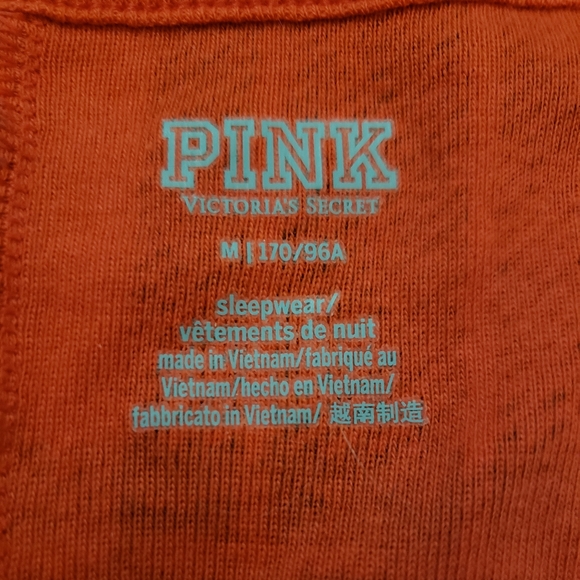 PINK
VICTORIA'S SECRET
M | 170/96A
sleepwear/
vêtements de nuit
made in Vietnam/fabriqué au
Vietnam/hecho en Vietnam/
fabbricato in Vietnam/ 越南制造